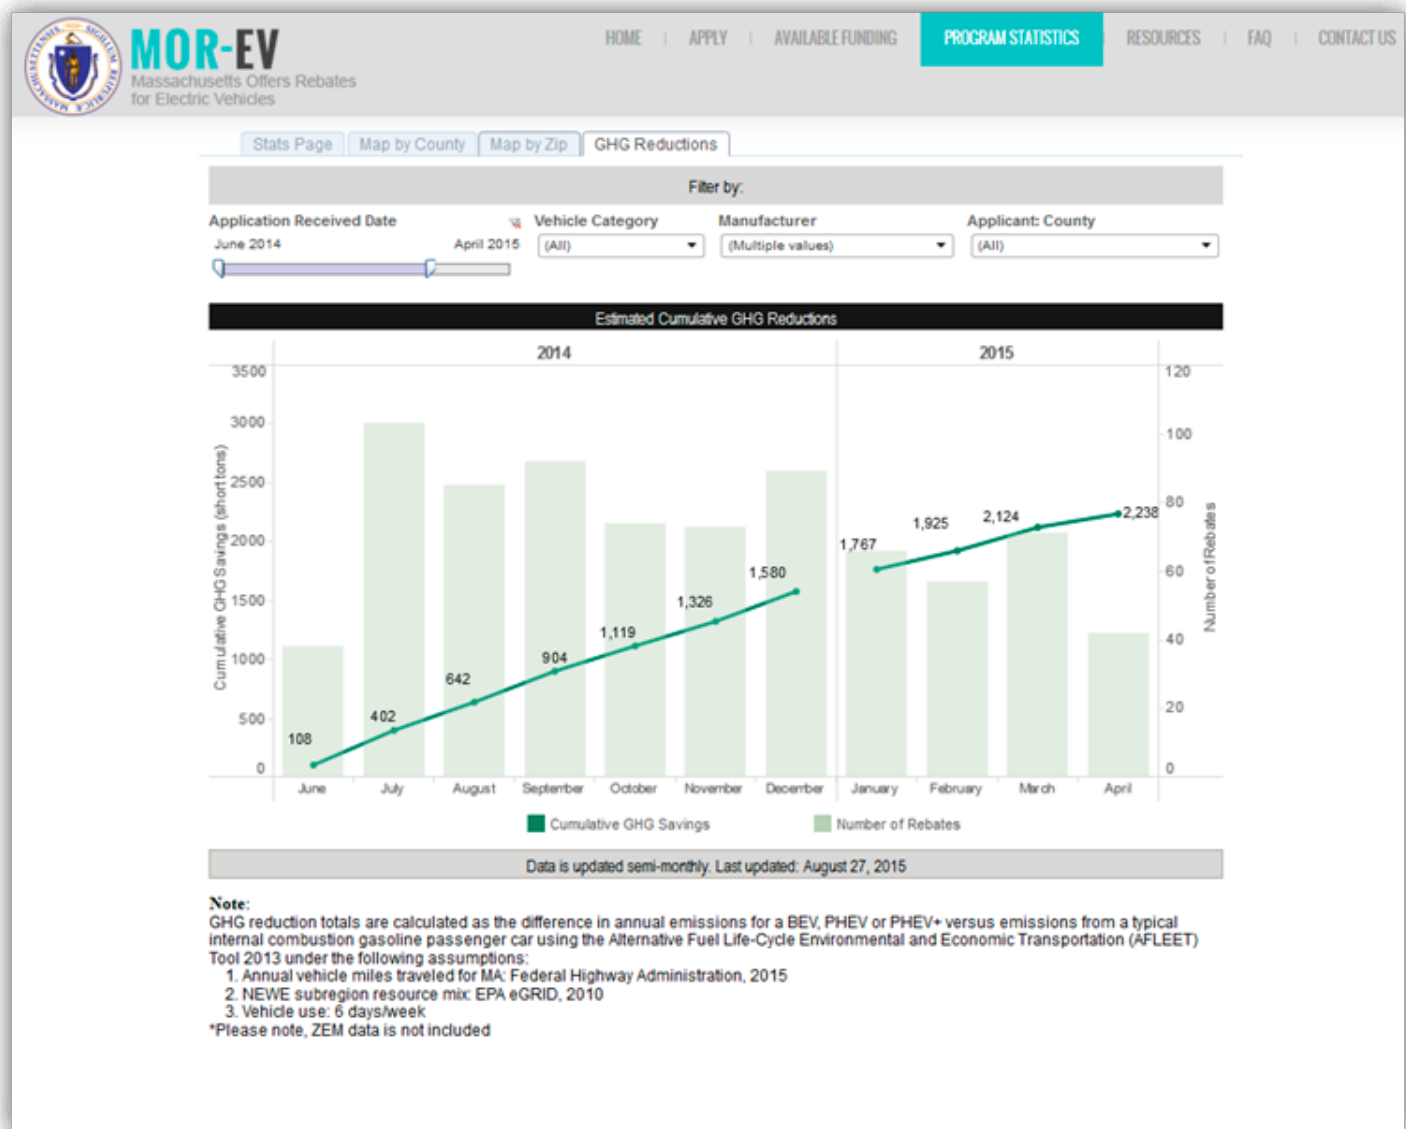 MOR-EV
Massachusetts Offers Rebates
for Electric Vehicles
HOME | APPLY | AVAILABLE FUNDING PROGRAM STATISTICS RESOURCES | FAQ | CONTACT US
Stats Page Map by County Map by Zip GHG Reductions
Filter by:
Application Received Date Vehicle Category Manufacturer Applicant: County
June 2014 April 2015 (All) (Multiple values) (All)
Estimated Cumulative GHG Reductions
2014 2015
Cumulative GHG Savings (short tons)
3500
3000
2500
2000
1500
1000
500
0
108
402
642
904
1,119
1,326
1,580
1,767
1,925
2,124
2,238
120
100
80
60
40
20
0
Number of Rebates
June July August September October November December January February March April
Cumulative GHG Savings Number of Rebates
Data is updated semi-monthly. Last updated: August 27, 2015
Note:
GHG reduction totals are calculated as the difference in annual emissions for a BEV, PHEV or PHEV+ versus emissions from a typical
internal combustion gasoline passenger car using the Alternative Fuel Life-Cycle Environmental and Economic Transportation (AFLEET)
Tool 2013 under the following assumptions:
1. Annual vehicle miles traveled for MA: Federal Highway Administration, 2015
2. NEWE subregion resource mix: EPA eGRID, 2010
3. Vehicle use: 6 days/week
*Please note, ZEM data is not included